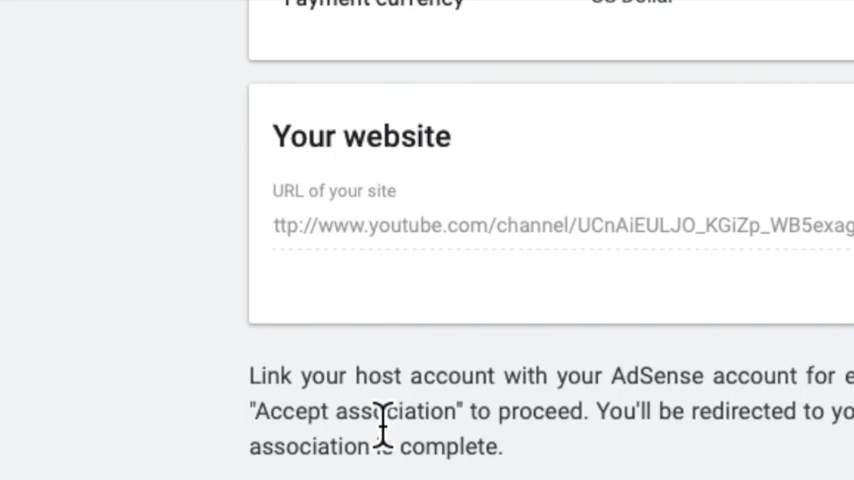 Payment currency US Dollar
Your website
URL of your site
ttp://www.youtube.com/channel/UCnAiEULJO_KGiZp_WB5exag
Link your host account with your AdSense account for e
"Accept association" to proceed. You'll be redirected to yo
association is complete.